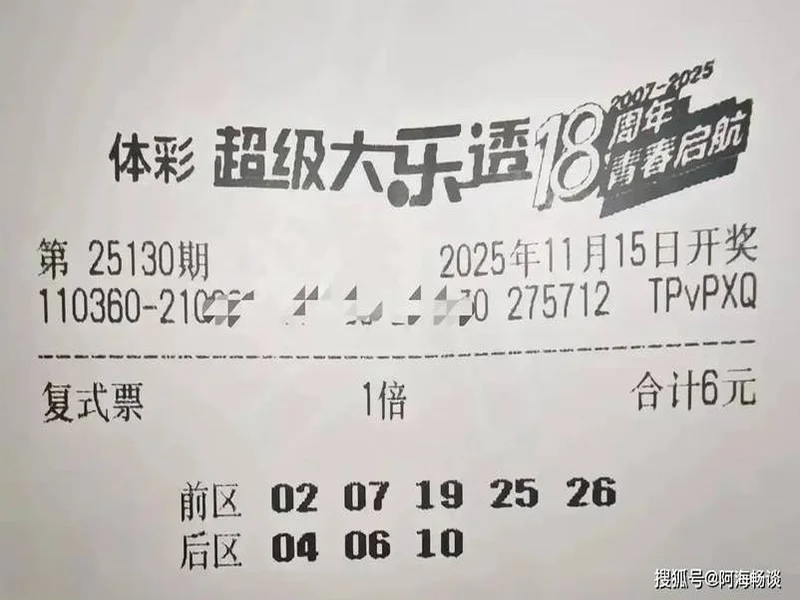 体彩 超级大乐透 18 2007-2025
周年
青春启航
第 25130期 2025年11月15日开奖
110360-210 0 275712 TPvPXQ
复式票 1倍 合计6元
前区 02 07 19 25 26
后区 04 06 10
搜狐号@阿海畅谈